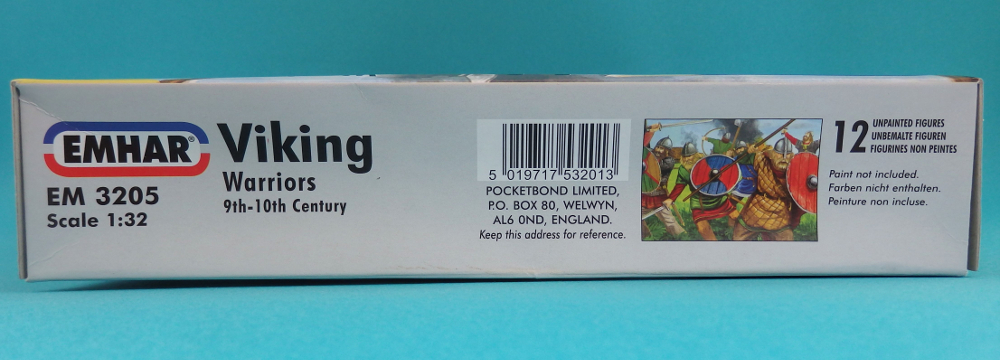 EMHAR®
EM 3205
Scale 1:32
Viking
Warriors
9th-10th Century
5 019717 532013
POCKETBOND LIMITED,
P.O. BOX 80, WELWYN,
AL6 0ND, ENGLAND.
Keep this address for reference.
12 UNPAINTED FIGURES
UNBEMALTE FIGUREN
FIGURINES NON PEINTES
Paint not included.
Farben nicht enthalten.
Peinture non incluse.